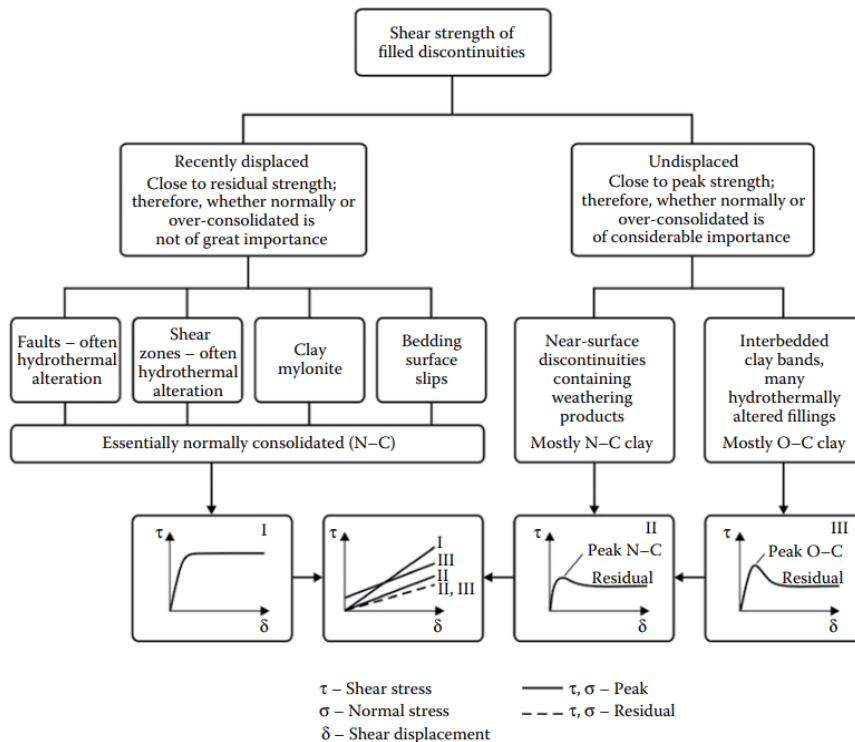 Shear strength of
filled discontinuities
Recently displaced
Close to residual strength;
therefore, whether normally or
over-consolidated is
not of great importance
Undisplaced
Close to peak strength;
therefore, whether normally or
over-consolidated is
of considerable importance
Faults – often
hydrothermal
alteration
Shear
zones – often
hydrothermal
alteration
Clay
mylonite
Bedding
surface
slips
Near-surface
discontinuities
containing
weathering
products
Mostly N–C clay
Interbedded
clay bands,
many
hydrothermally
altered fillings
Mostly O–C clay
Essentially normally consolidated (N–C)
τ
I
δ
τ
I
III
II
II, III
δ
τ
II
Peak N–C
Residual
δ
τ
III
Peak O–C
Residual
δ
τ – Shear stress
σ – Normal stress
δ – Shear displacement
τ, σ – Peak
τ, σ – Residual